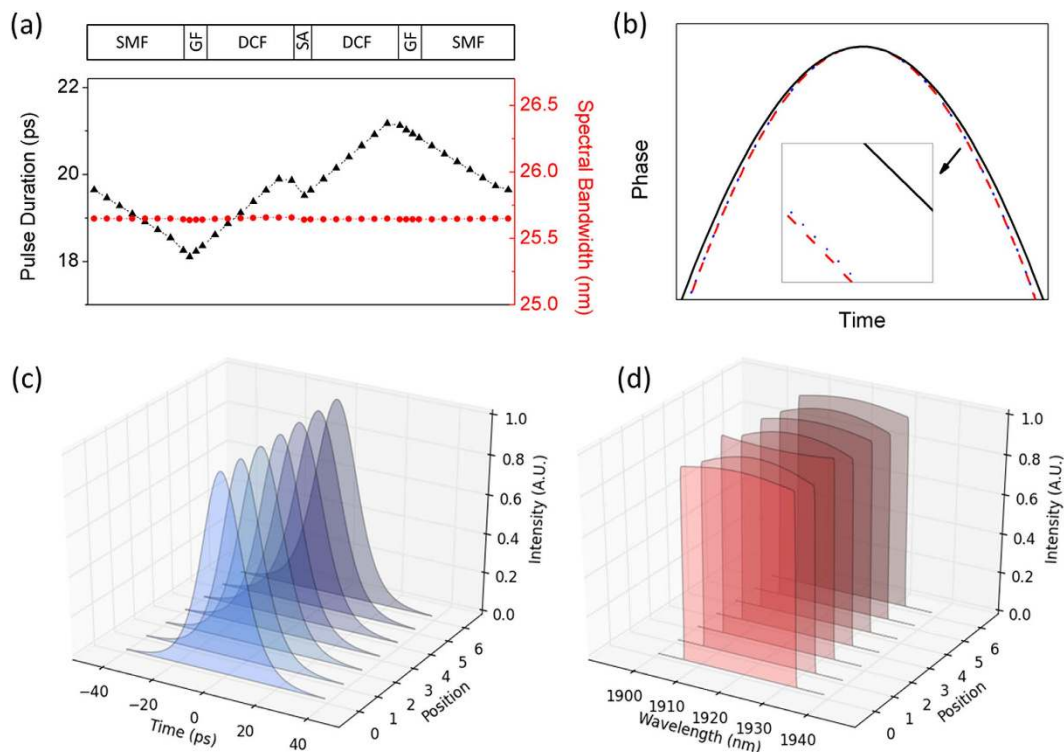 (a)
SMF GF DCF SA DCF GF SMF
22
20
18
Pulse Duration (ps)
26.5
26.0
25.5
25.0
Spectral Bandwidth (nm)
(b)
Phase
Time
(c)
1.0
0.8
0.6
0.4
0.2
0.0
Intensity (A.U.)
6
5
4
3
2
1
0
Position
−40 −20 0 20 40
Time (ps)
(d)
1.0
0.8
0.6
0.4
0.2
0.0
Intensity (A.U.)
6
5
4
3
2
1
0
Position
1900 1910 1920 1930 1940
Wavelength (nm)